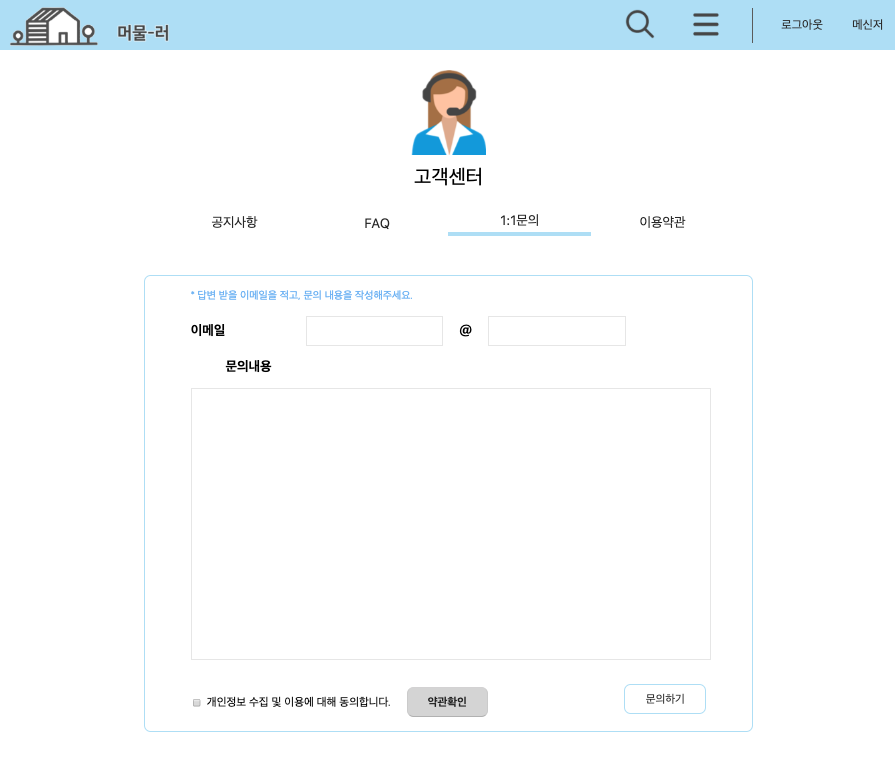 머물-러
로그아웃 메신저
고객센터
공지사항 FAQ 1:1문의 이용약관
* 답변 받을 이메일을 적고, 문의 내용을 작성해주세요.
이메일 @
문의내용
개인정보 수집 및 이용에 대해 동의합니다. 약관확인 문의하기